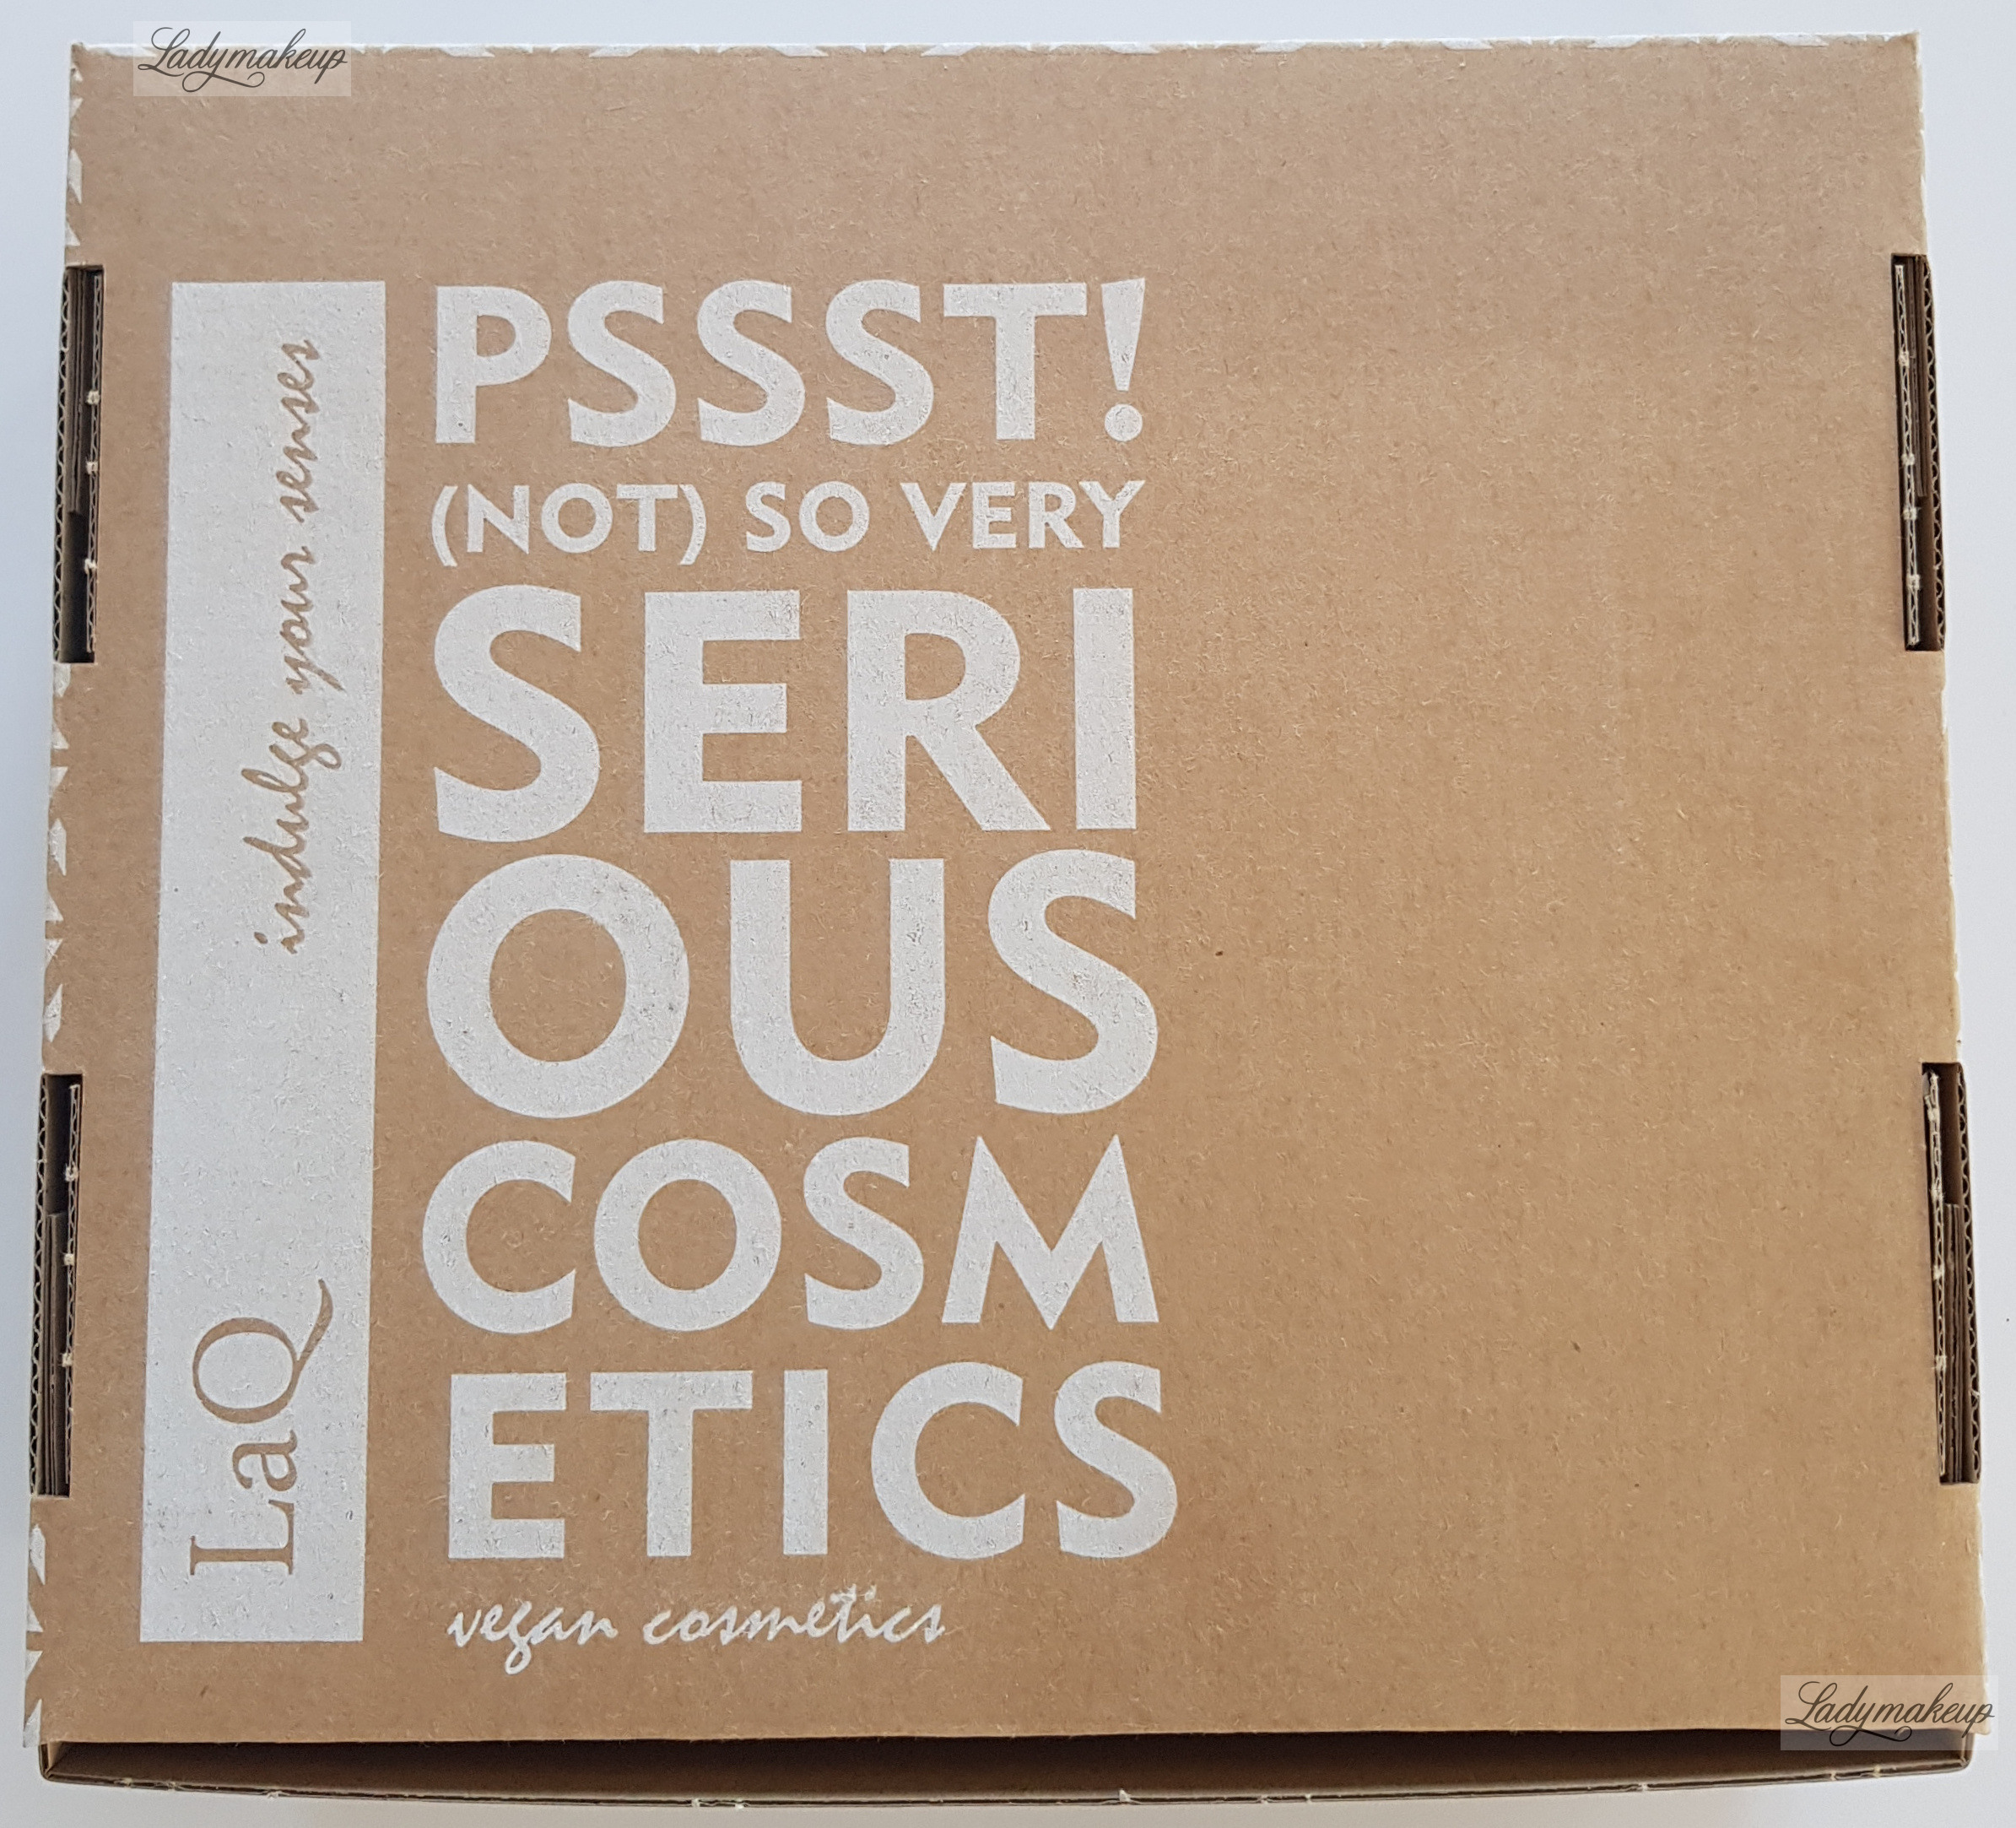 Ladymakeup
LaQ indulge your senses
PSSST!
(NOT) SO VERY
SERI
OUS
COSM
ETICS
vegan cosmetics
Ladymakeup